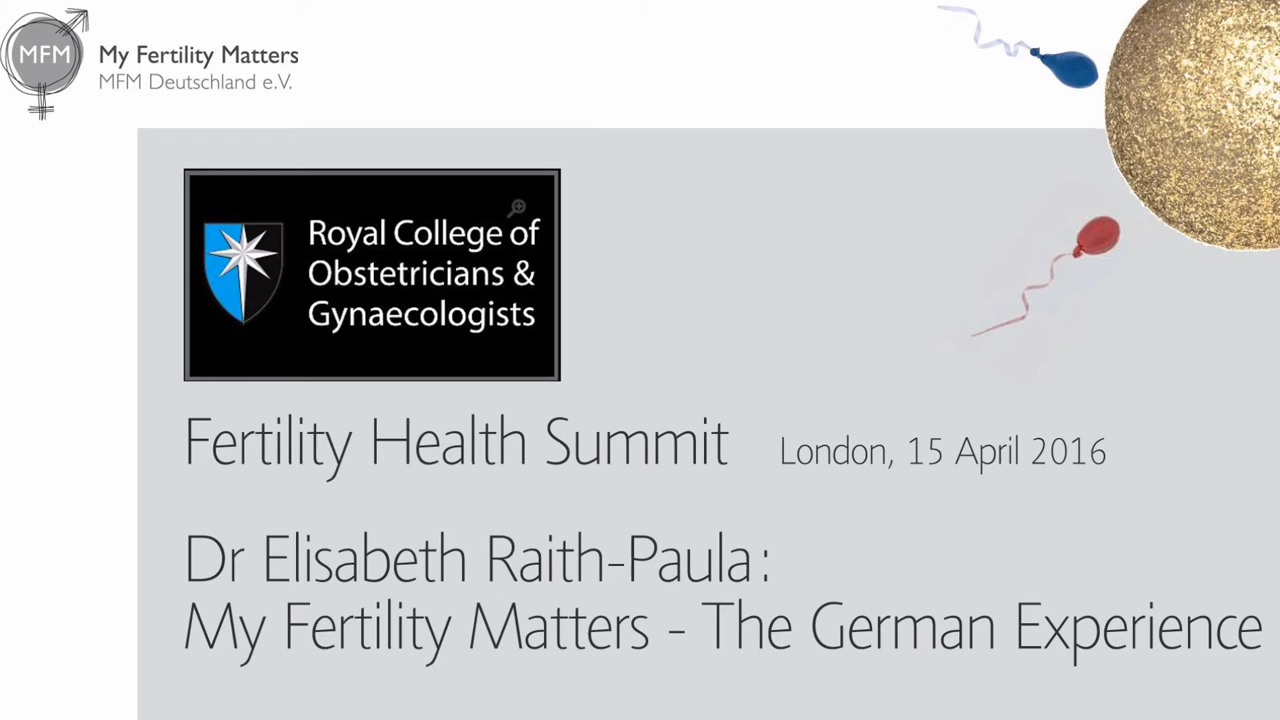 MFM
My Fertility Matters
MFM Deutschland e.V.
Royal College of
Obstetricians &
Gynaecologists
Fertility Health Summit London, 15 April 2016
Dr Elisabeth Raith-Paula:
My Fertility Matters - The German Experience